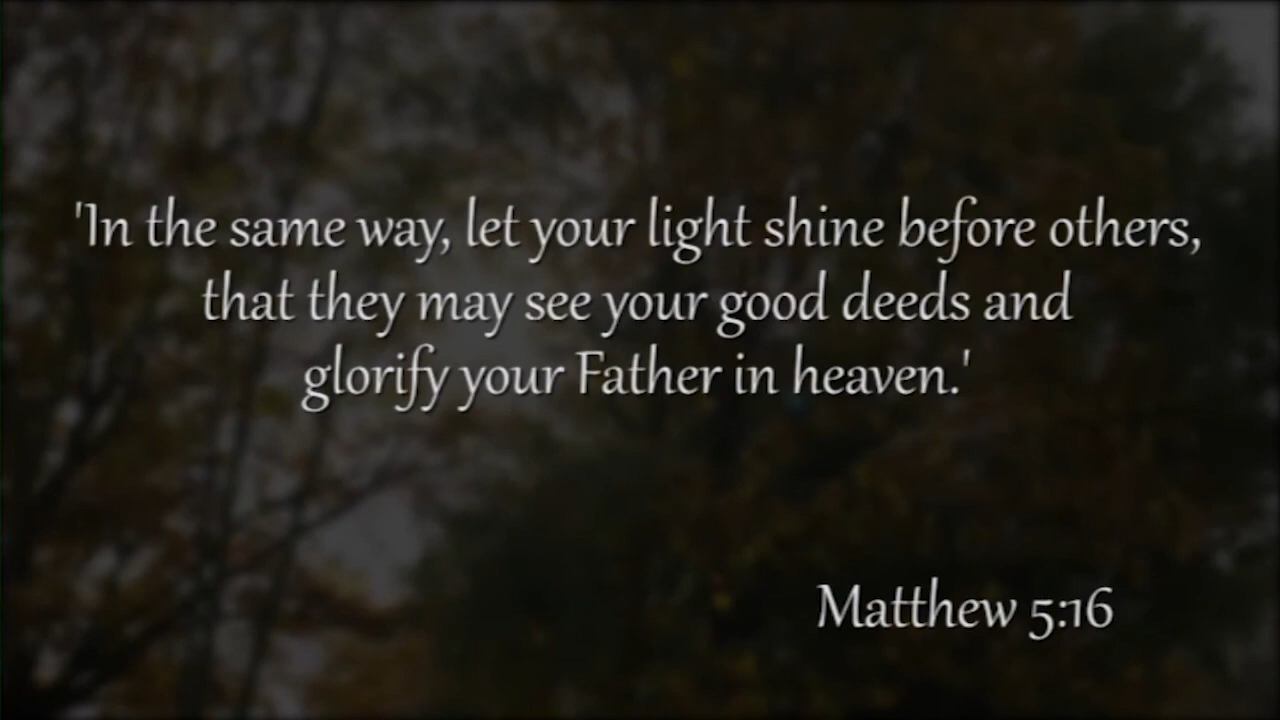 'In the same way, let your light shine before others,
that they may see your good deeds and
glorify your Father in heaven.'
Matthew 5:16